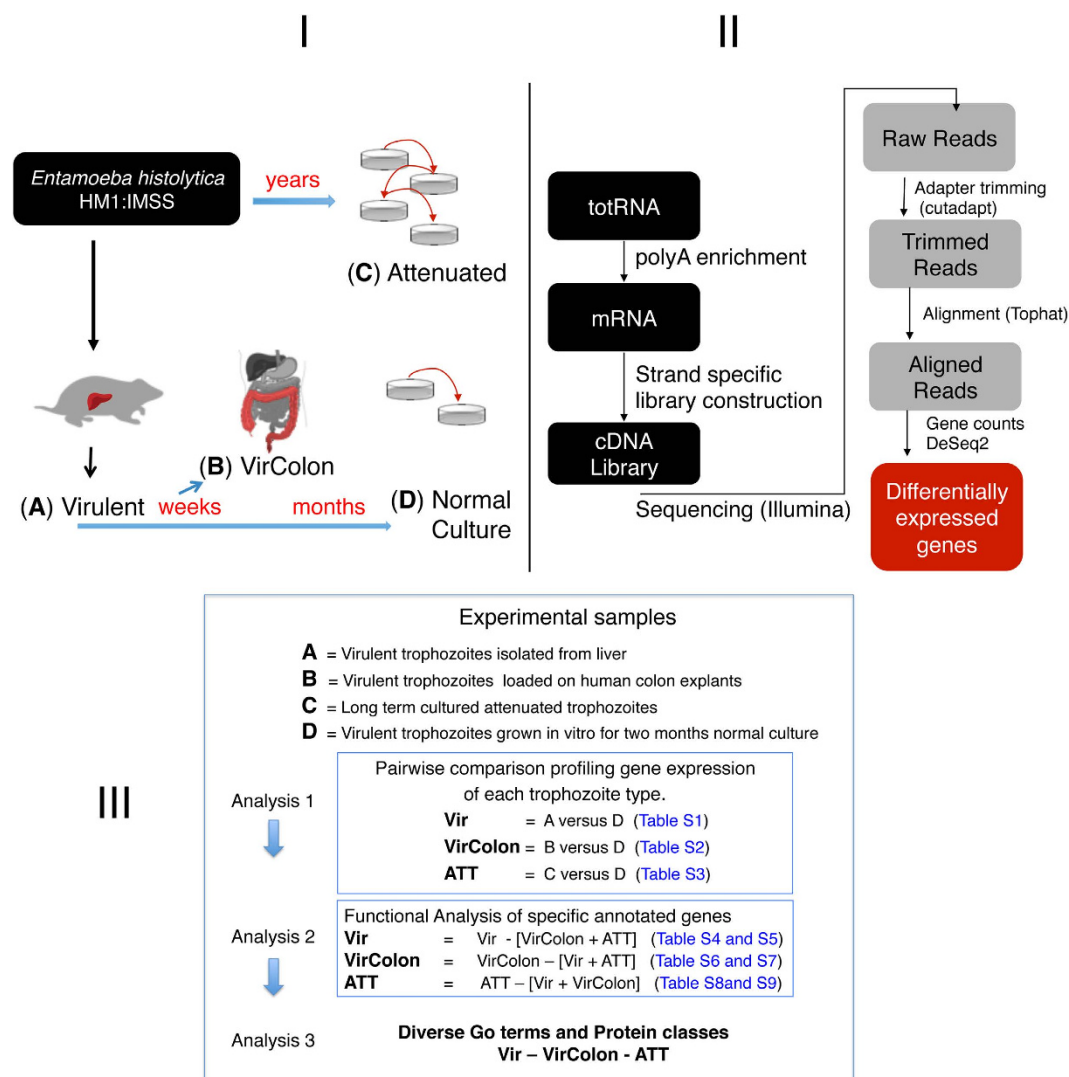 I
II
Entamoeba histolytica
HM1:IMSS
years
(C) Attenuated
(B) VirColon
(A) Virulent
weeks
months
(D) Normal
Culture
totRNA
polyA enrichment
mRNA
Strand specific
library construction
cDNA
Library
Sequencing (Illumina)
Raw Reads
Adapter trimming
(cutadapt)
Trimmed
Reads
Alignment (Tophat)
Aligned
Reads
Gene counts
DeSeq2
Differentially
expressed
genes
III
Experimental samples
A = Virulent trophozoites isolated from liver
B = Virulent trophozoites loaded on human colon explants
C = Long term cultured attenuated trophozoites
D = Virulent trophozoites grown in vitro for two months normal culture
Analysis 1
Pairwise comparison profiling gene expression
of each trophozoite type.
Vir = A versus D (Table S1)
VirColon = B versus D (Table S2)
ATT = C versus D (Table S3)
Analysis 2
Functional Analysis of specific annotated genes
Vir = Vir - [VirColon + ATT] (Table S4 and S5)
VirColon = VirColon – [Vir + ATT] (Table S6 and S7)
ATT = ATT – [Vir + VirColon] (Table S8and S9)
Analysis 3
Diverse Go terms and Protein classes
Vir – VirColon - ATT